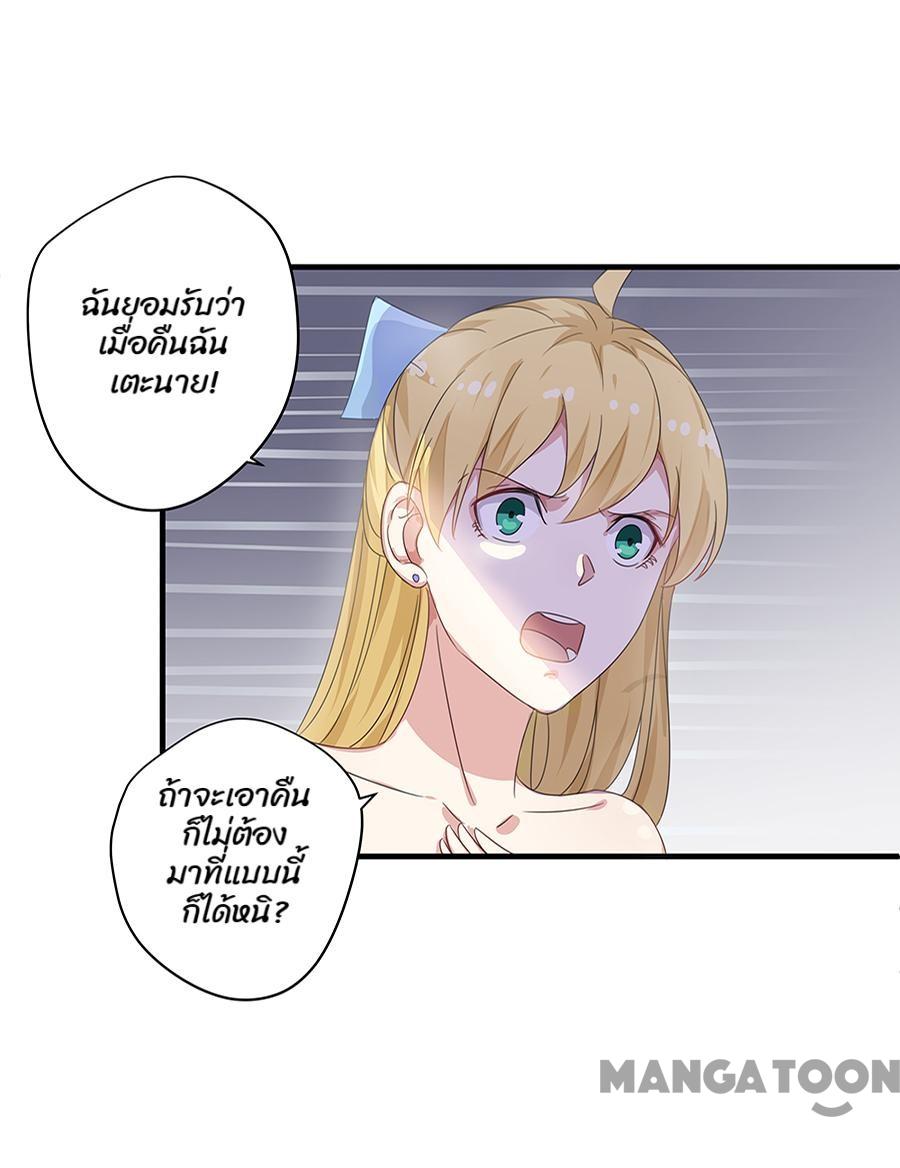 ฉันยอมรับว่า
เมื่อคืนฉัน
เตะนาย!
ถ้าจะเอาคืน
ก็ไม่ต้อง
มาที่แบบนี้
ก็ได้หนิ?
MANGATOON